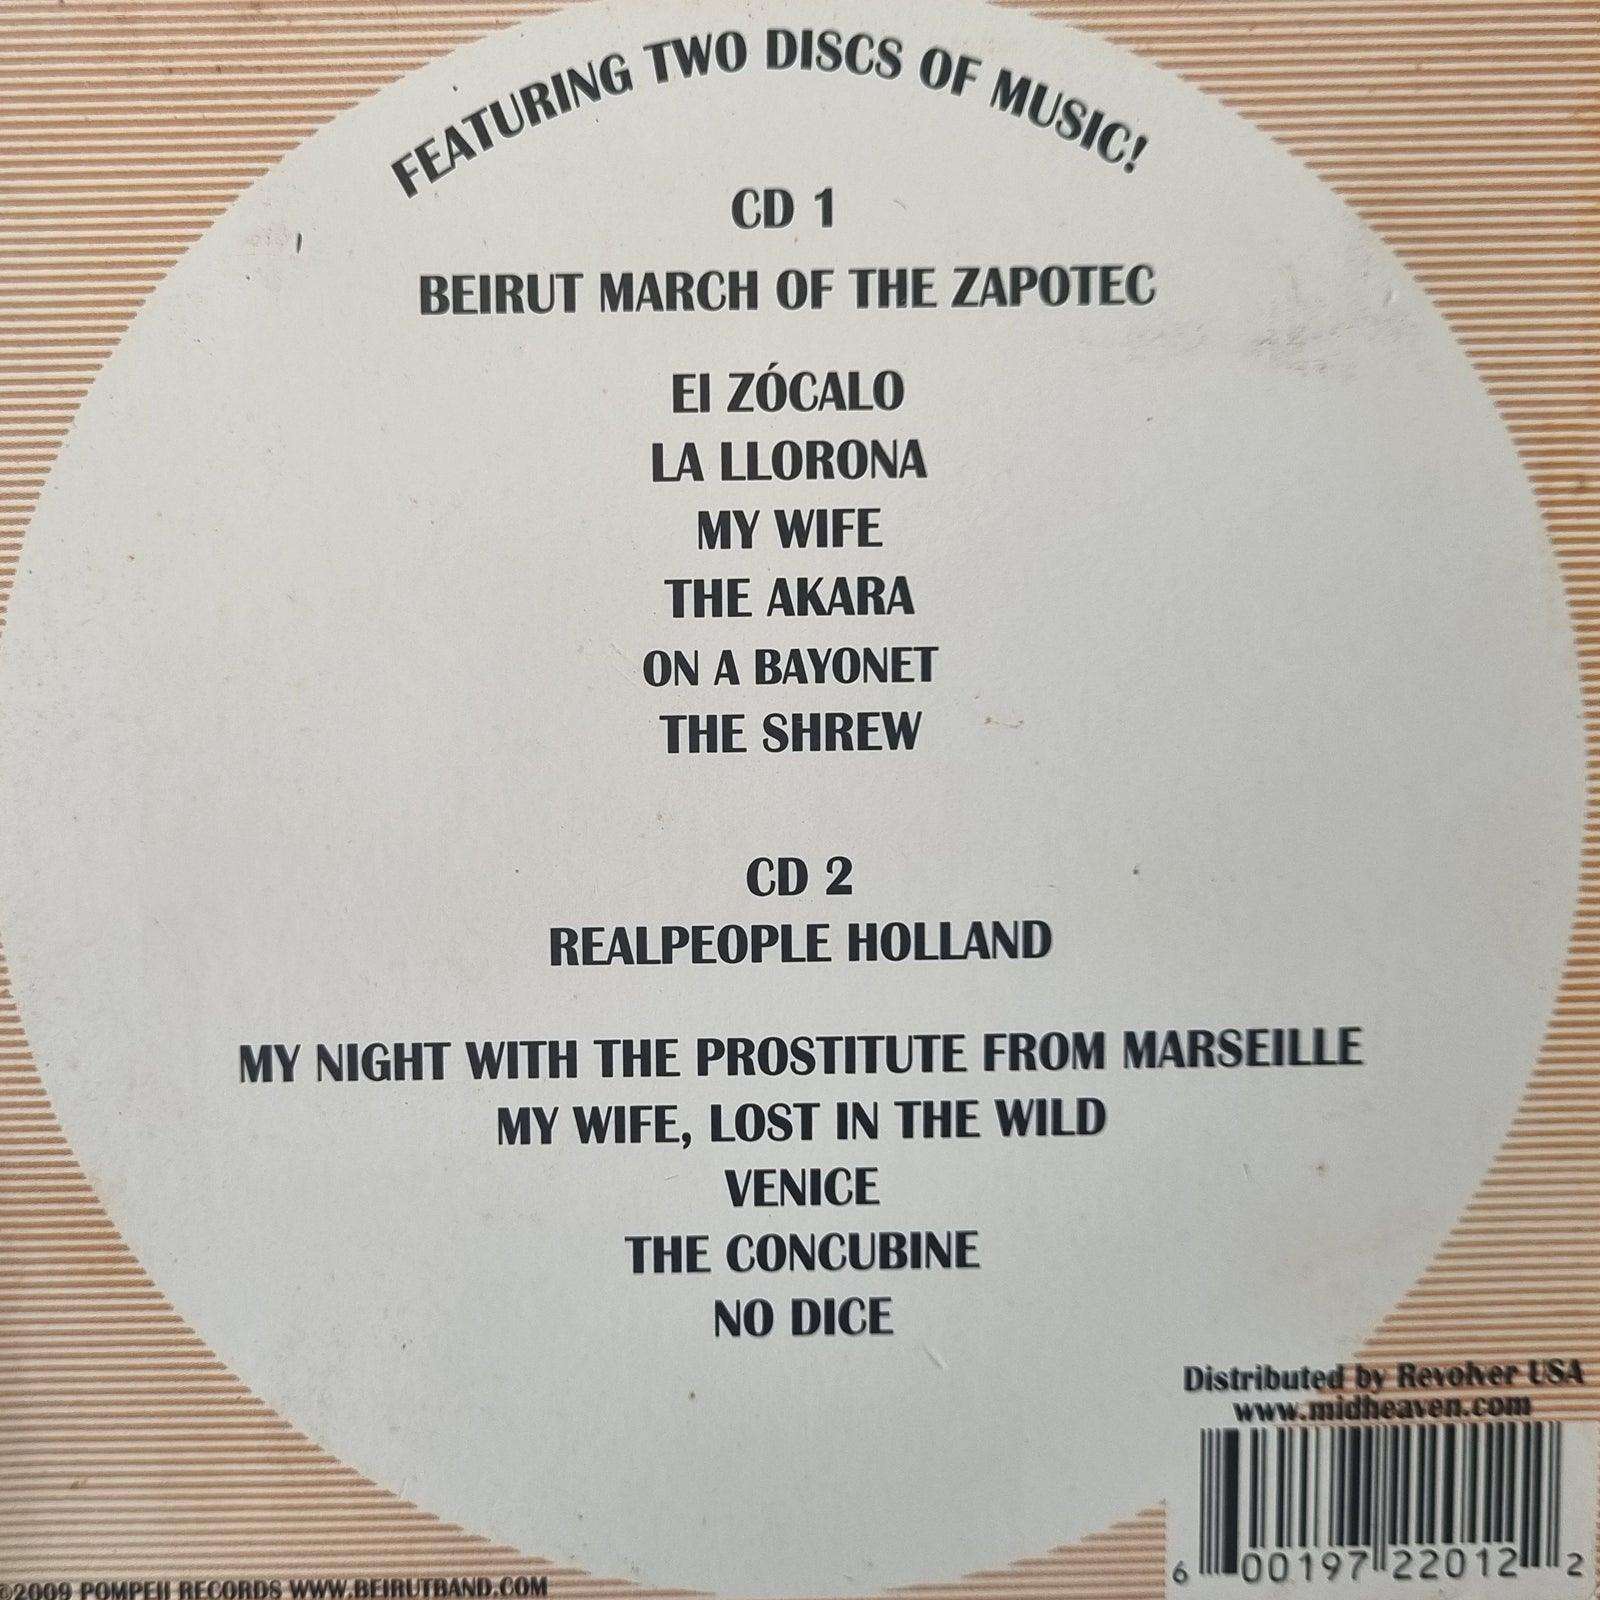 FEATURING TWO DISCS OF MUSIC!
CD 1
BEIRUT MARCH OF THE ZAPOTEC
El ZÓCALO
LA LLORONA
MY WIFE
THE AKARA
ON A BAYONET
THE SHREW
CD 2
REALPEOPLE HOLLAND
MY NIGHT WITH THE PROSTITUTE FROM MARSEILLE
MY WIFE, LOST IN THE WILD
VENICE
THE CONCUBINE
NO DICE
Distributed by Revolver USA
www.midheaven.com
6 00197 22012 2
©2009 POMPEII RECORDS WWW.BEIRUTBAND.COM